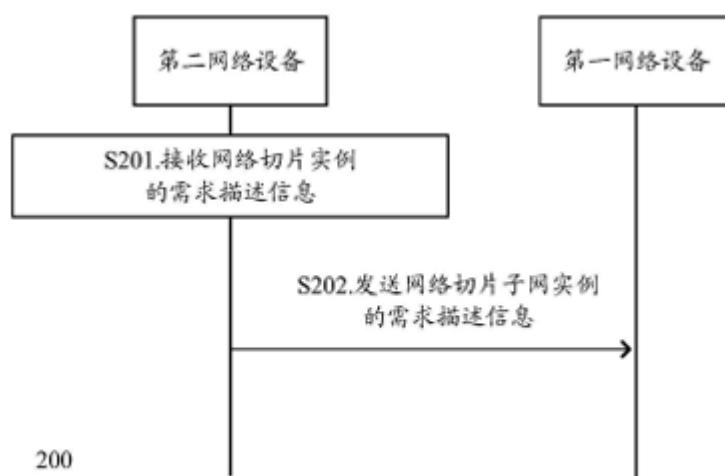 第二网络设备
第一网络设备
S201.接收网络切片实例
的需求描述信息
S202.发送网络切片子网实例
的需求描述信息
200